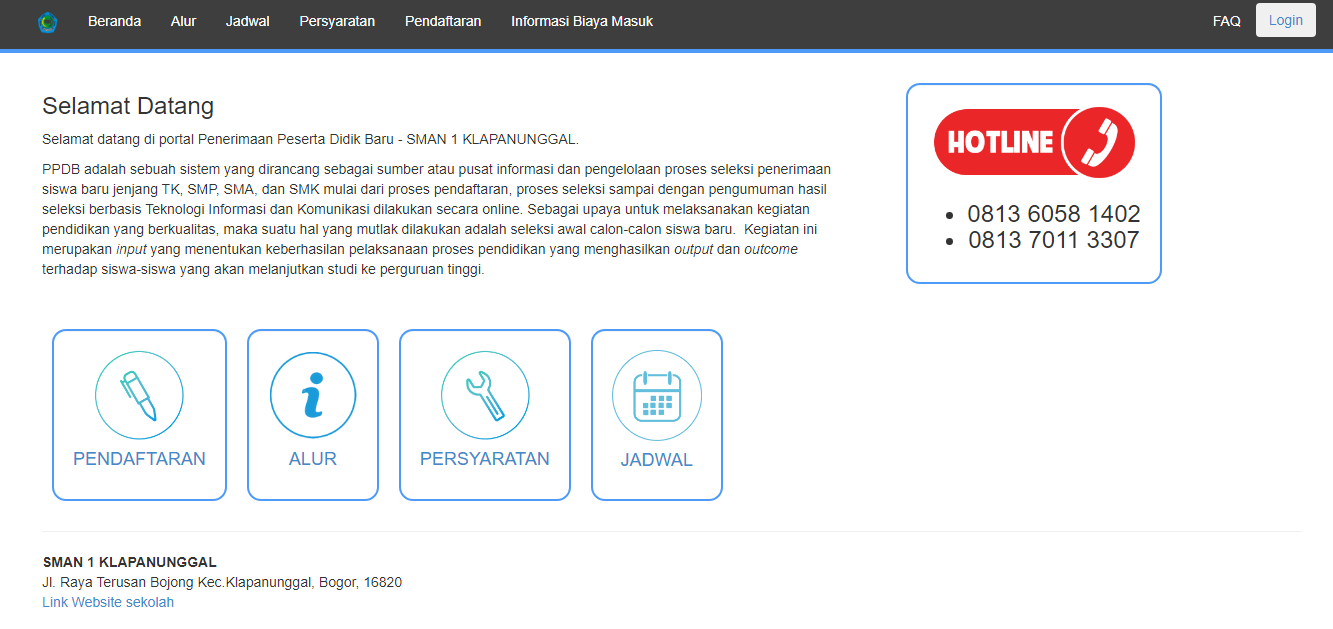 Beranda Alur Jadwal Persyaratan Pendaftaran Informasi Biaya Masuk FAQ Login
Selamat Datang
Selamat datang di portal Penerimaan Peserta Didik Baru - SMAN 1 KLAPANUNGGAL.
PPDB adalah sebuah sistem yang dirancang sebagai sumber atau pusat informasi dan pengelolaan proses seleksi penerimaan
siswa baru jenjang TK, SMP, SMA, dan SMK mulai dari proses pendaftaran, proses seleksi sampai dengan pengumuman hasil
seleksi berbasis Teknologi Informasi dan Komunikasi dilakukan secara online. Sebagai upaya untuk melaksanakan kegiatan
pendidikan yang berkualitas, maka suatu hal yang mutlak dilakukan adalah seleksi awal calon-calon siswa baru. Kegiatan ini
merupakan input yang menentukan keberhasilan pelaksanaan proses pendidikan yang menghasilkan output dan outcome
terhadap siswa-siswa yang akan melanjutkan studi ke perguruan tinggi.
HOTLINE
• 0813 6058 1402
• 0813 7011 3307
PENDAFTARAN
ALUR
PERSYARATAN
JADWAL
SMAN 1 KLAPANUNGGAL
Jl. Raya Terusan Bojong Kec.Klapanunggal, Bogor, 16820
Link Website sekolah